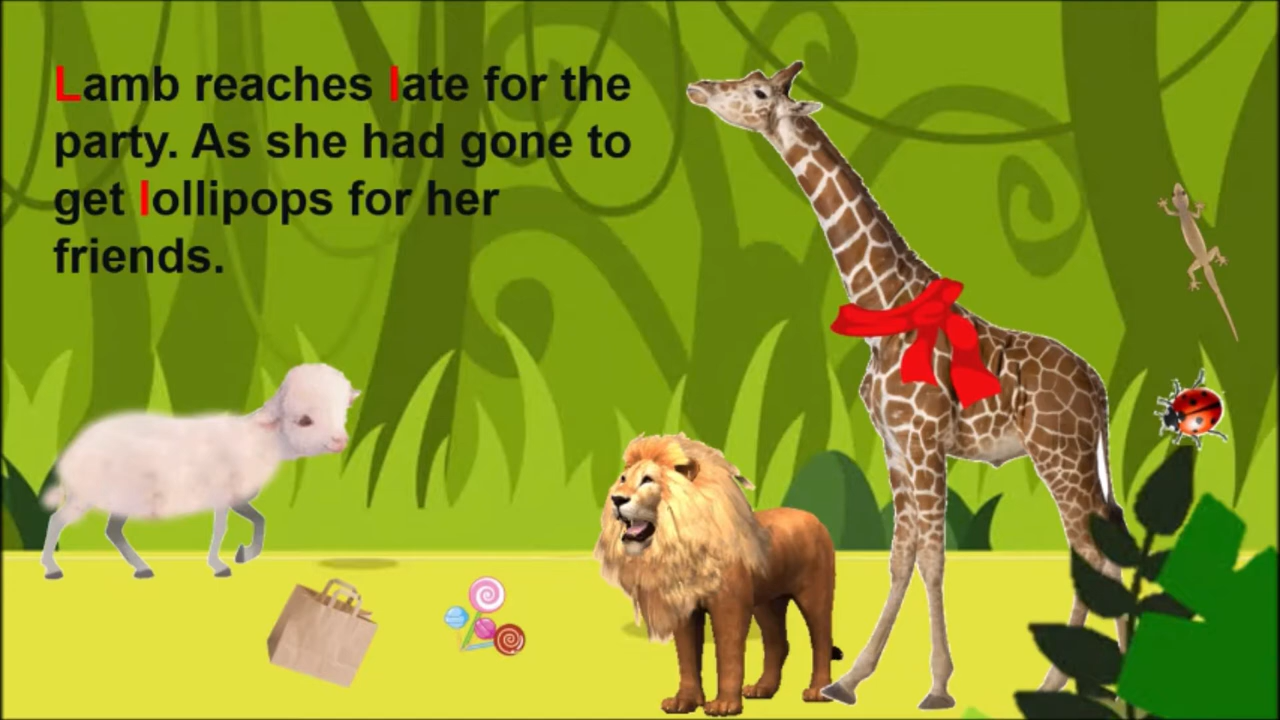 Lamb reaches late for the
party. As she had gone to
get lollipops for her
friends.